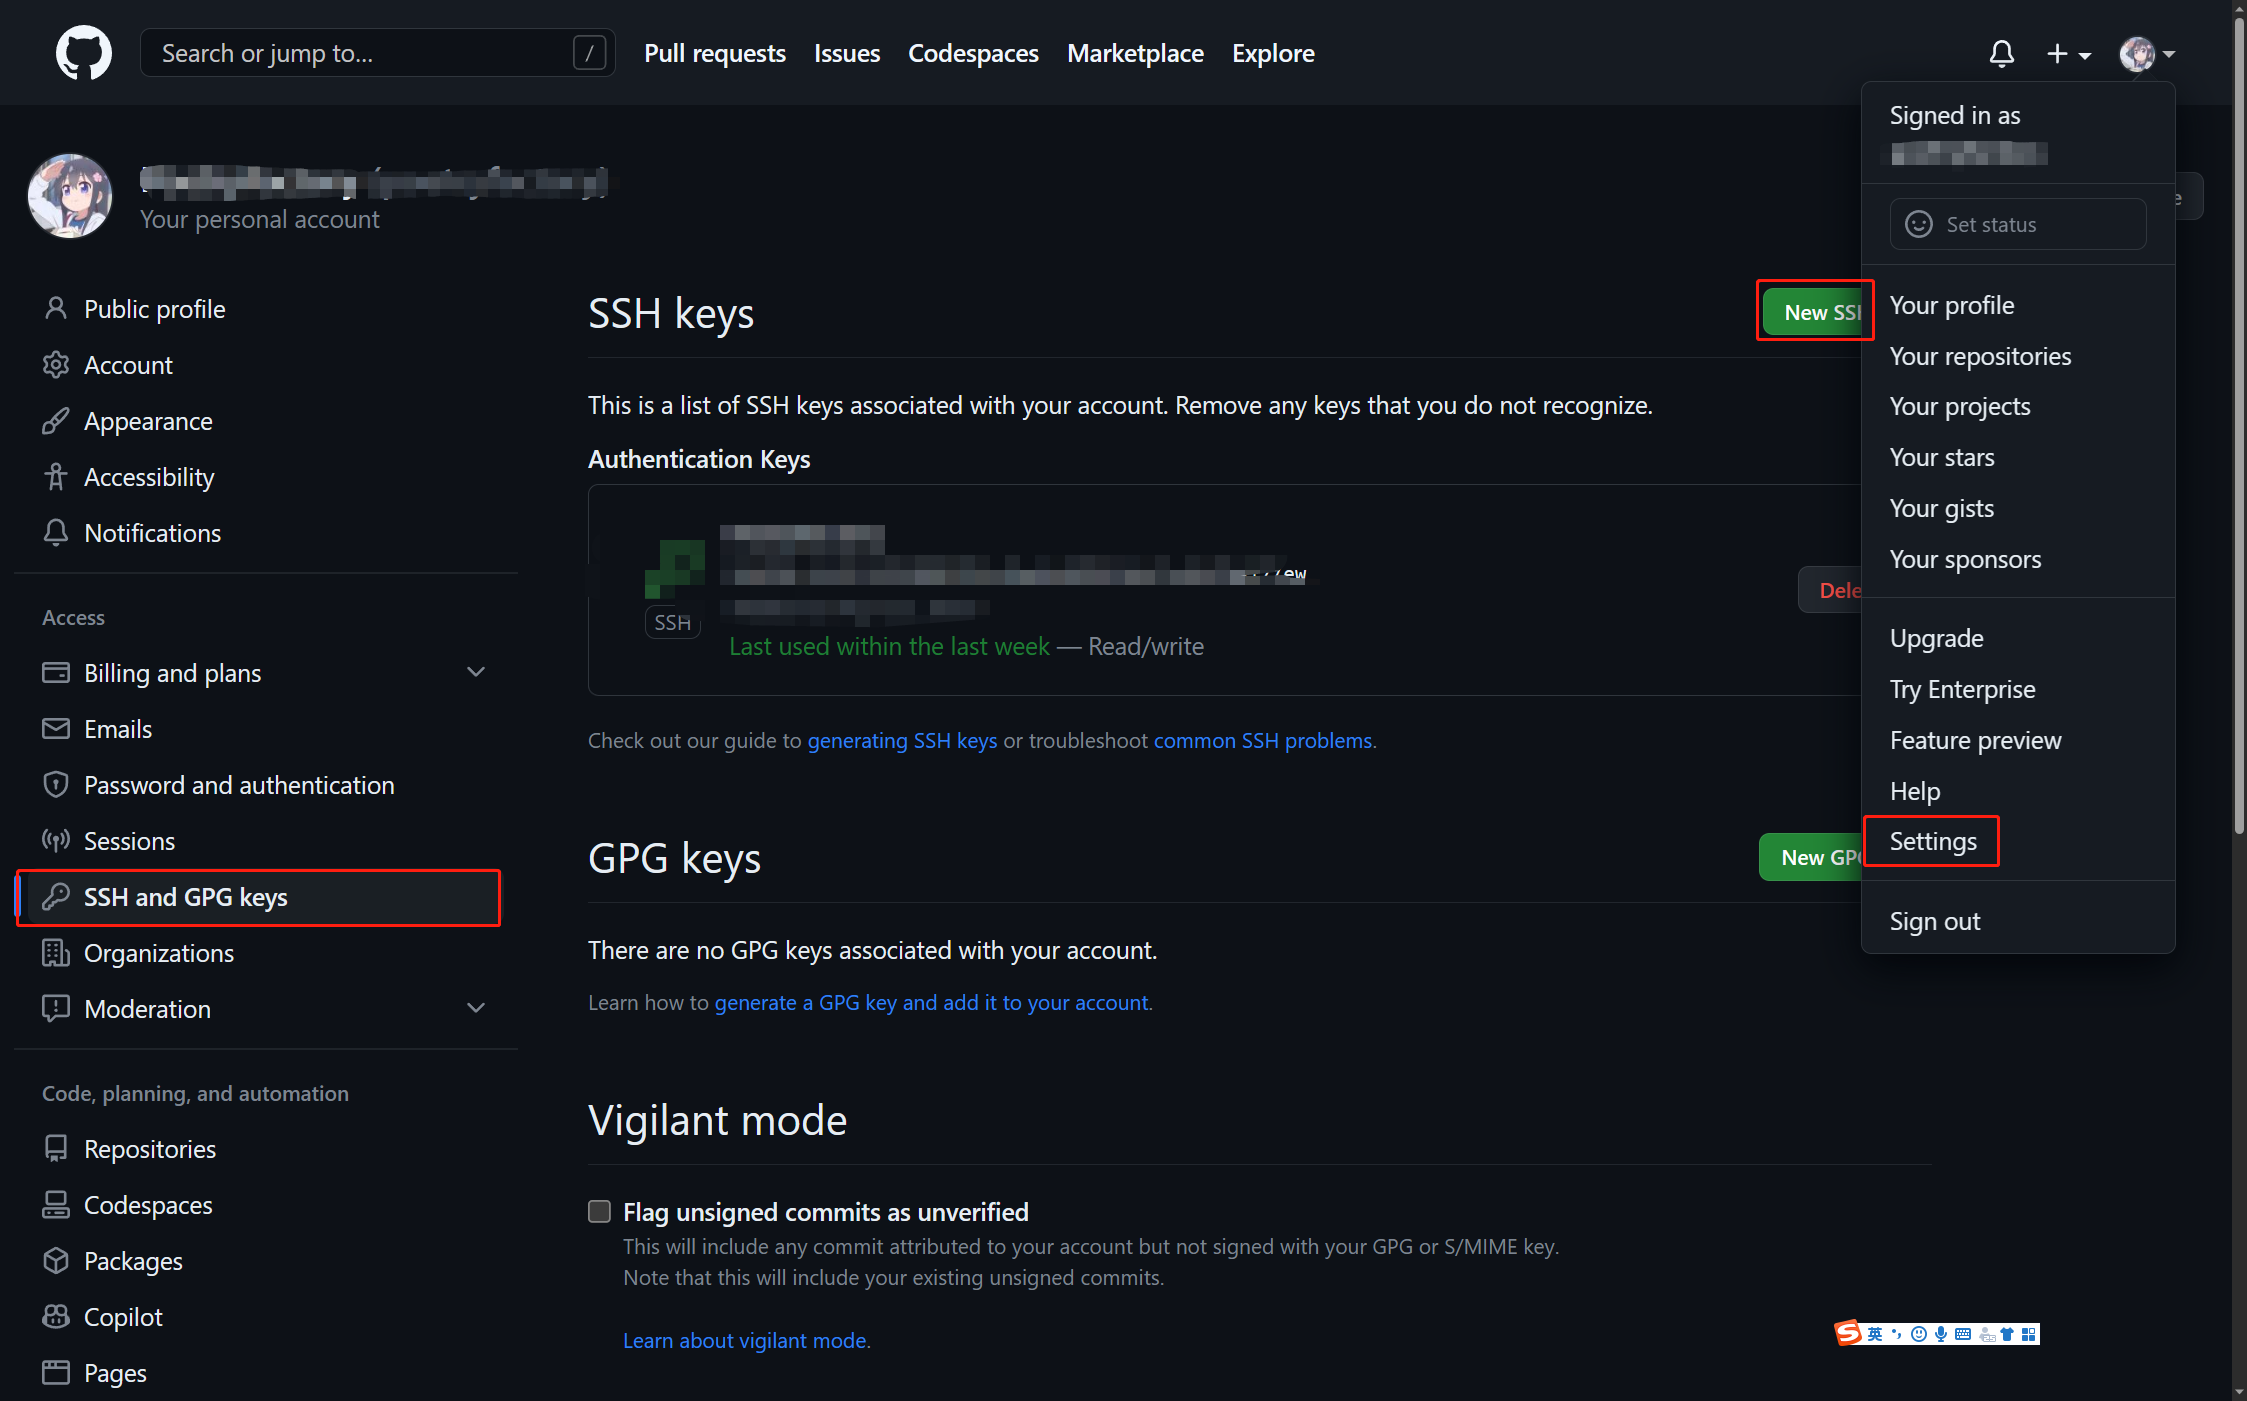 Search or jump to...
/
Pull requests
Issues
Codespaces
Marketplace
Explore
Signed in as
Set status
Your profile
Your repositories
Your projects
Your stars
Your gists
Your sponsors
Upgrade
Try Enterprise
Feature preview
Help
Settings
Sign out
Your personal account
Public profile
Account
Appearance
Accessibility
Notifications
Access
Billing and plans
Emails
Password and authentication
Sessions
SSH and GPG keys
Organizations
Moderation
Code, planning, and automation
Repositories
Codespaces
Packages
Copilot
Pages
SSH keys
New SS
This is a list of SSH keys associated with your account. Remove any keys that you do not recognize.
Authentication Keys
SSH
Last used within the last week — Read/write
Dele
Check out our guide to generating SSH keys or troubleshoot common SSH problems.
GPG keys
New GP
There are no GPG keys associated with your account.
Learn how to generate a GPG key and add it to your account.
Vigilant mode
Flag unsigned commits as unverified
This will include any commit attributed to your account but not signed with your GPG or S/MIME key.
Note that this will include your existing unsigned commits.
Learn about vigilant mode.
S 英